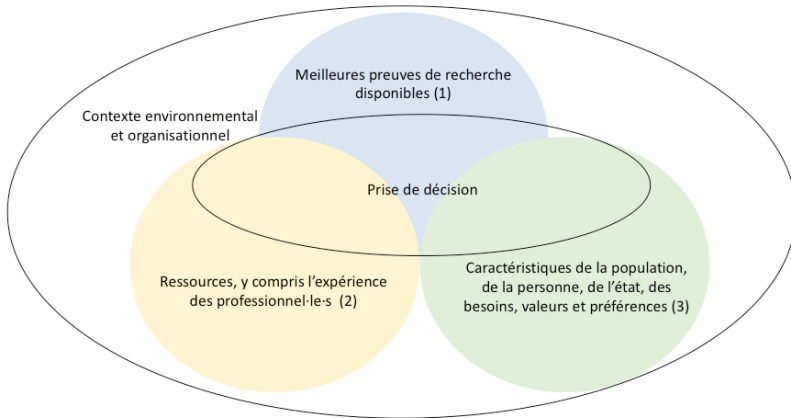 Meilleures preuves de recherche
disponibles (1)
Contexte environnemental
et organisationnel
Prise de décision
Ressources, y compris l’expérience
des professionnel·le·s (2)
Caractéristiques de la population,
de la personne, de l’état, des
besoins, valeurs et préférences (3)